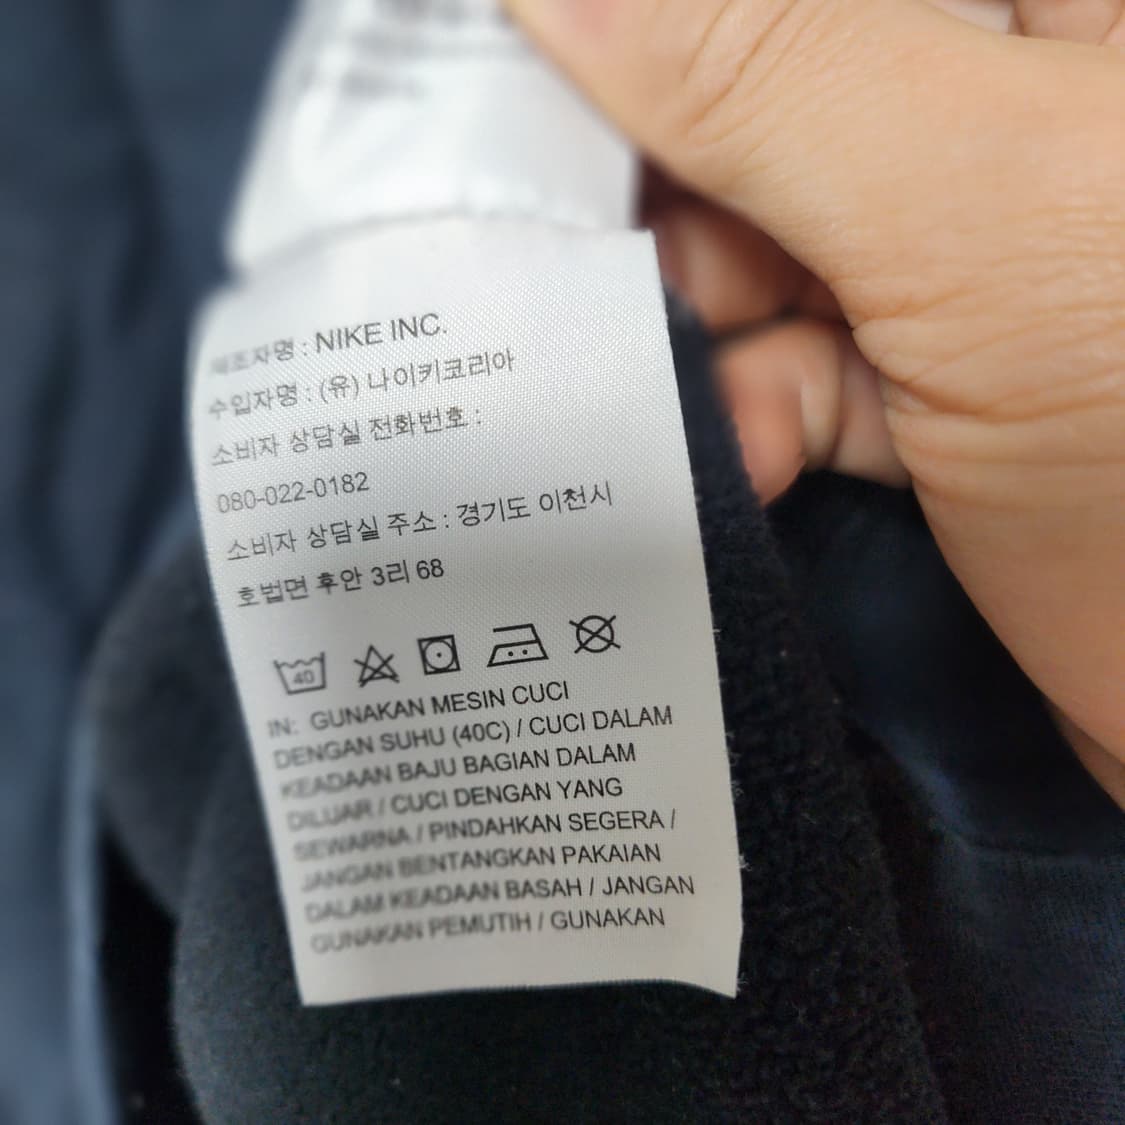 제조자명 : NIKE INC.
수입자명 : (유) 나이키코리아
소비자 상담실 전화번호 :
080-022-0182
소비자 상담실 주소 : 경기도 이천시
호법면 후안 3리 68
40
IN: GUNAKAN MESIN CUCI
DENGAN SUHU (40C) / CUCI DALAM
KEADAAN BAJU BAGIAN DALAM
DILUAR / CUCI DENGAN YANG
SEWARNA / PINDAHKAN SEGERA /
JANGAN BENTANGKAN PAKAIAN
DALAM KEADAAN BASAH / JANGAN
GUNAKAN PEMUTIH / GUNAKAN